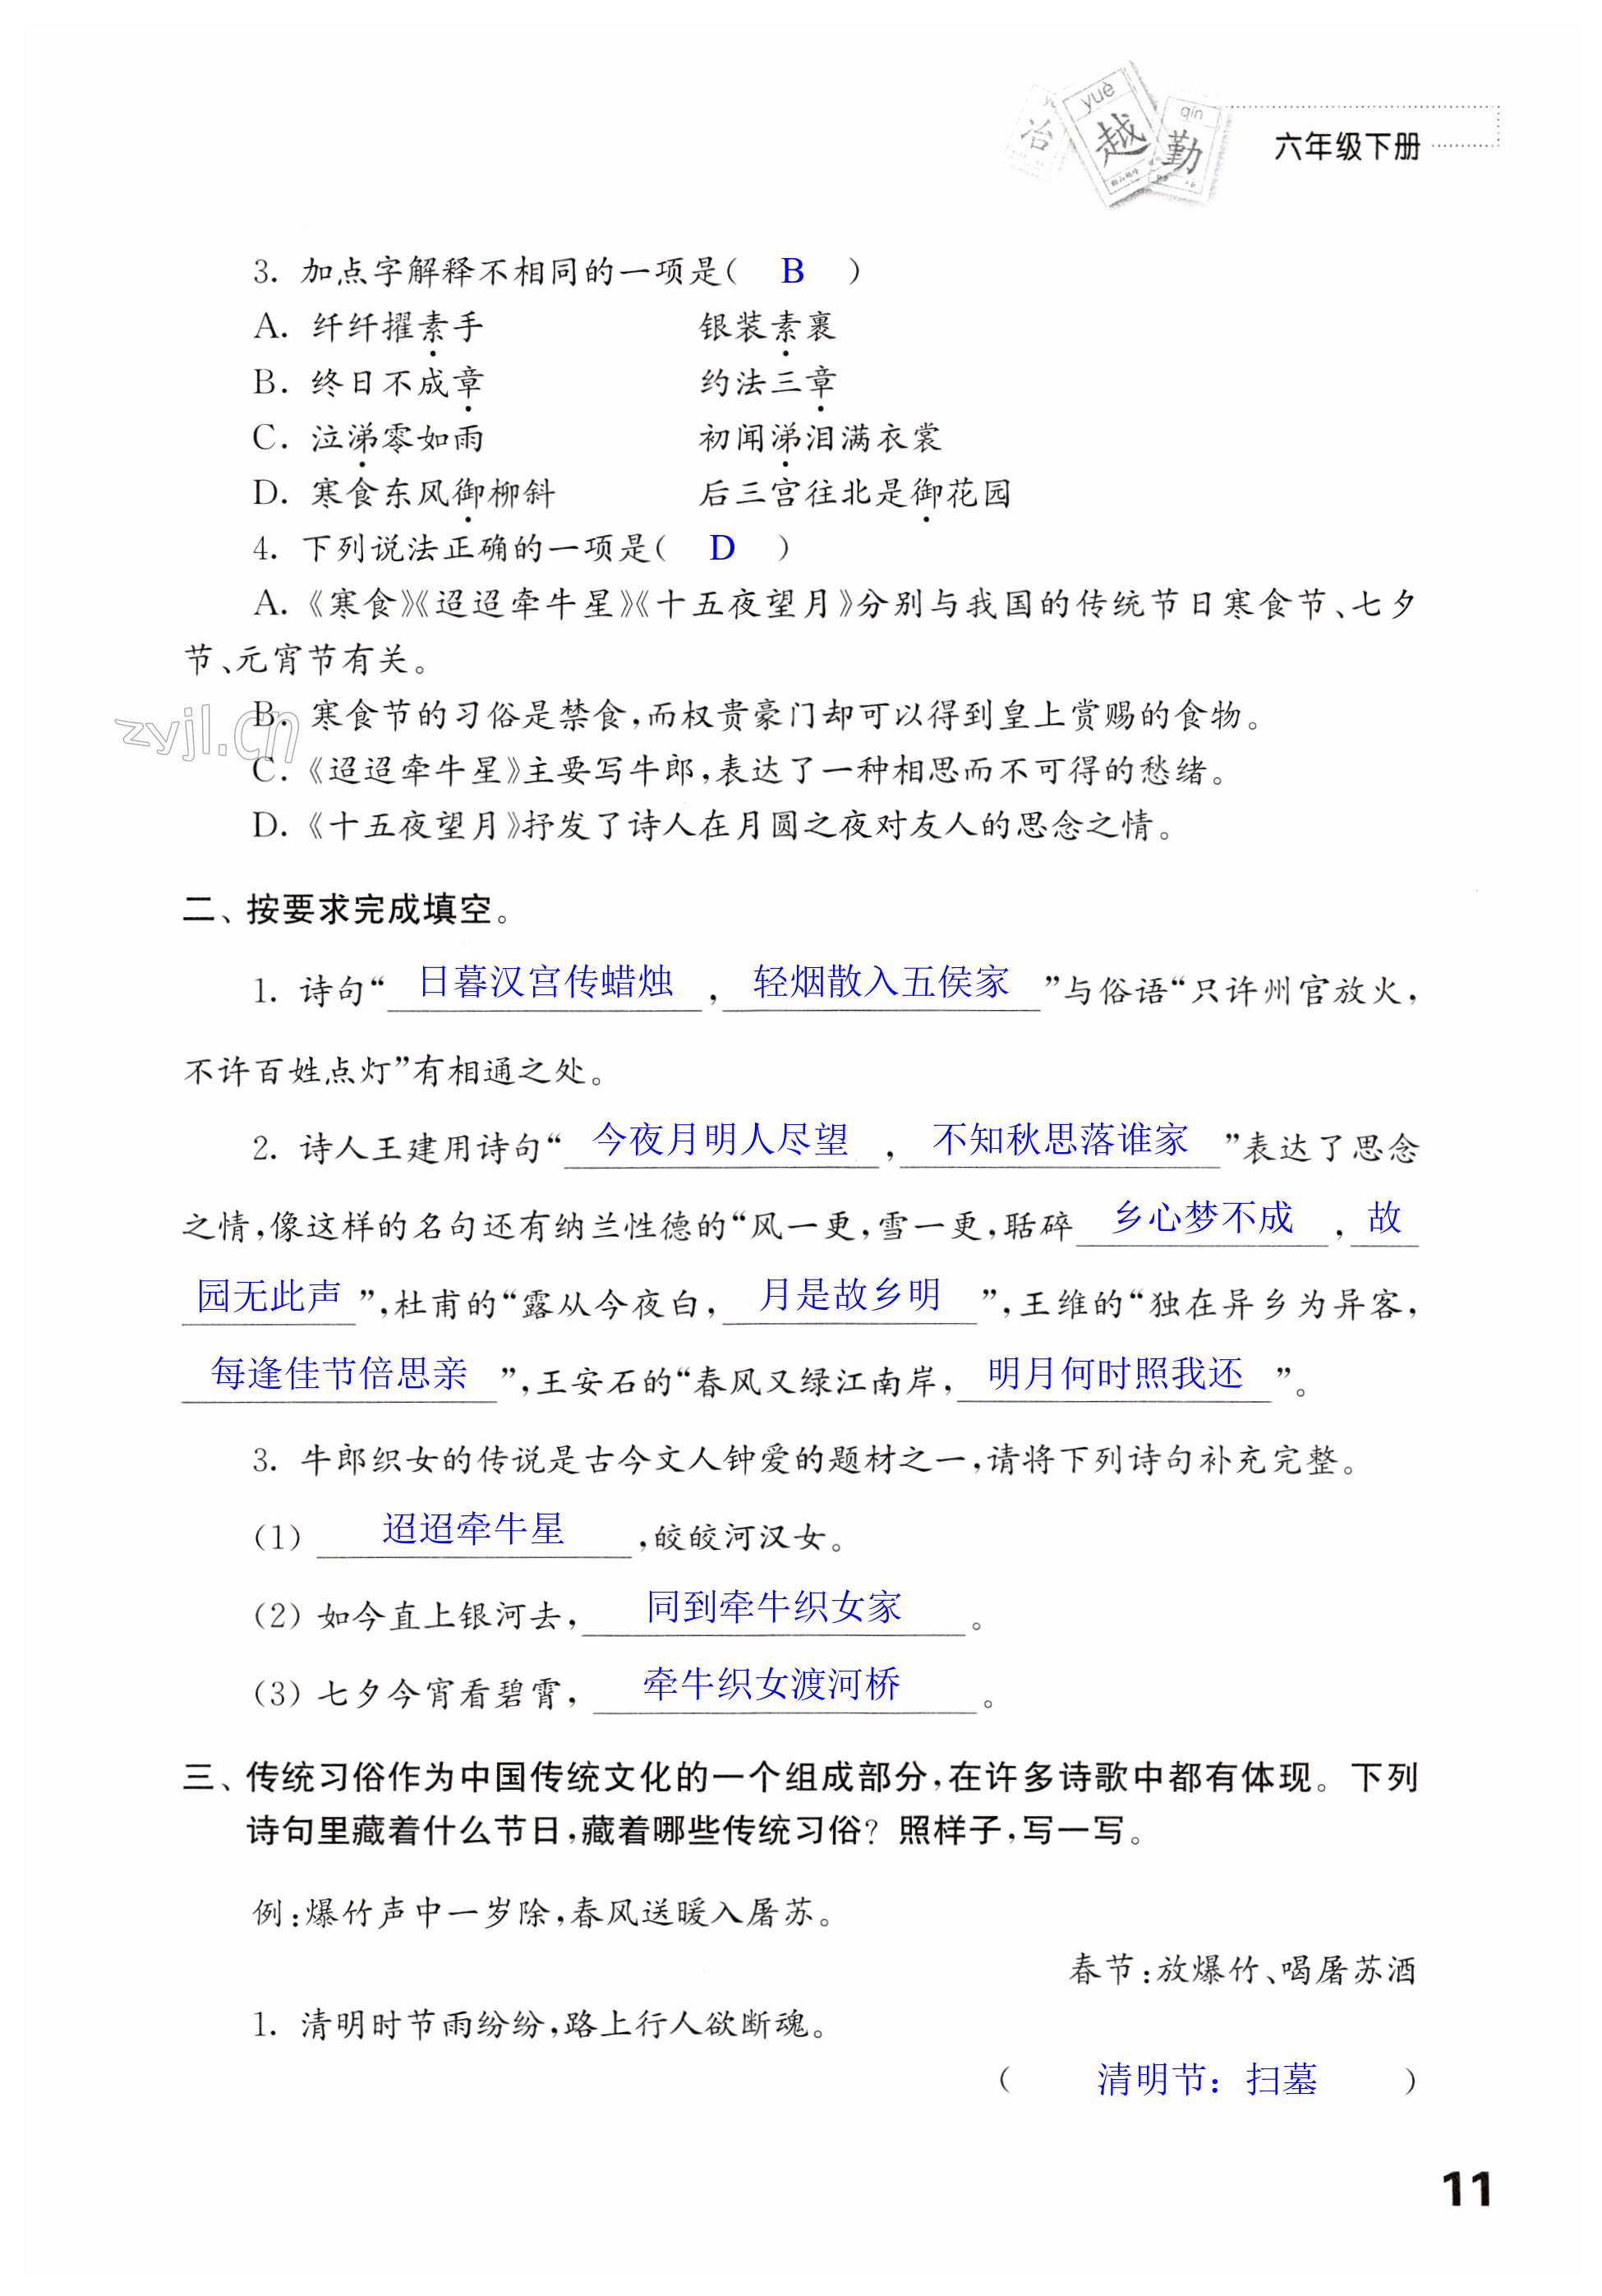 冶 yuè 越 qín 勤 六年级下册
3. 加点字解释不相同的一项是( B )
A. 纤纤擢素手 银装素裹
B. 终日不成章 约法三章
C. 泣涕零如雨 初闻涕泪满衣裳
D. 寒食东风御柳斜 后三宫往北是御花园
4. 下列说法正确的一项是( D )
A.《寒食》《迢迢牵牛星》《十五夜望月》分别与我国的传统节日寒食节、七夕
节、元宵节有关。
B. 寒食节的习俗是禁食,而权贵豪门却可以得到皇上赏赐的食物。
zyjl.cn
C.《迢迢牵牛星》主要写牛郎,表达了一种相思而不可得的愁绪。
D.《十五夜望月》抒发了诗人在月圆之夜对友人的思念之情。
二、按要求完成填空。
1. 诗句“日暮汉宫传蜡烛,轻烟散入五侯家”与俗语“只许州官放火,
不许百姓点灯”有相通之处。
2. 诗人王建用诗句“今夜月明人尽望,不知秋思落谁家”表达了思念
之情,像这样的名句还有纳兰性德的“风一更,雪一更,聒碎乡心梦不成,故
园无此声”,杜甫的“露从今夜白,月是故乡明”,王维的“独在异乡为异客,
每逢佳节倍思亲”,王安石的“春风又绿江南岸,明月何时照我还”。
3. 牛郎织女的传说是古今文人钟爱的题材之一,请将下列诗句补充完整。
(1) 迢迢牵牛星,皎皎河汉女。
(2) 如今直上银河去,同到牵牛织女家。
(3) 七夕今宵看碧霄,牵牛织女渡河桥。
三、传统习俗作为中国传统文化的一个组成部分,在许多诗歌中都有体现。下列
诗句里藏着什么节日,藏着哪些传统习俗？照样子,写一写。
例:爆竹声中一岁除,春风送暖入屠苏。
春节:放爆竹、喝屠苏酒
1. 清明时节雨纷纷,路上行人欲断魂。
( 清明节：扫墓 )
11